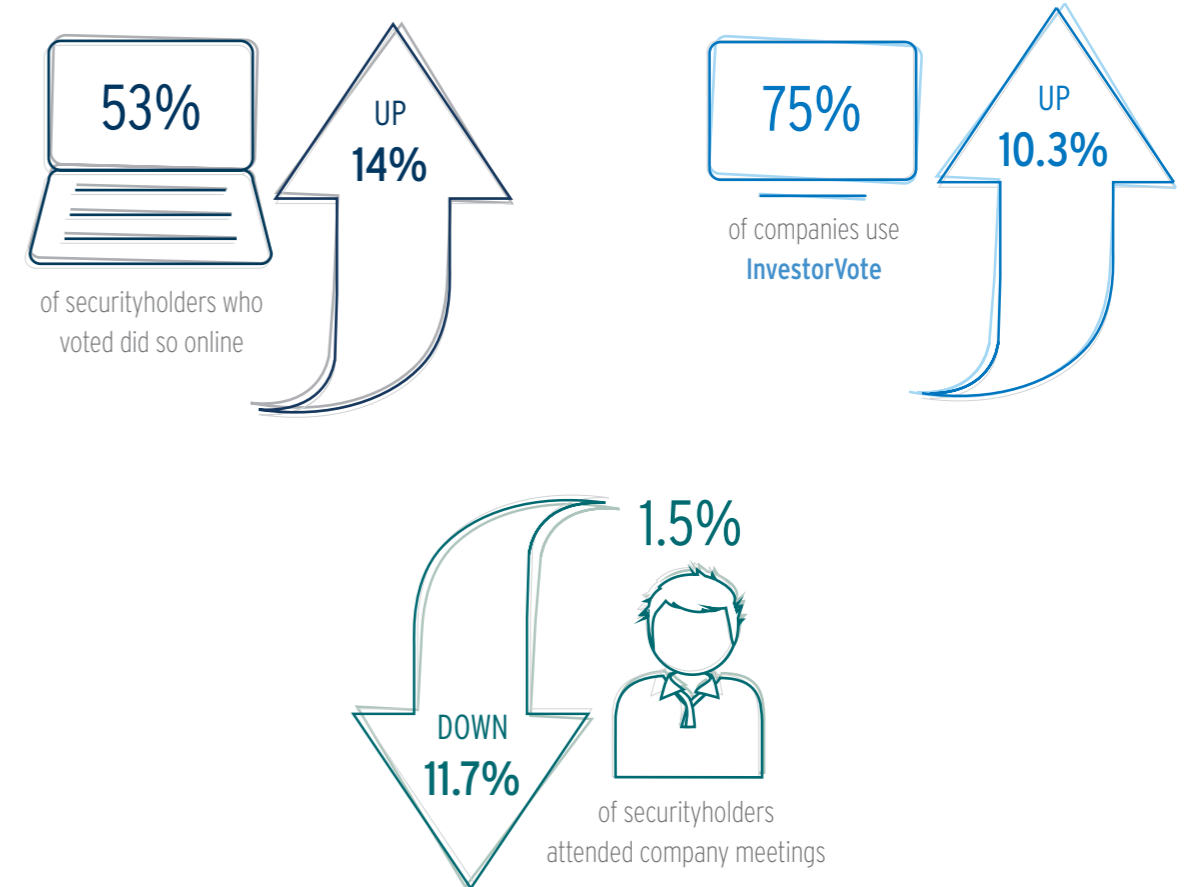 53%
UP
14%
of securityholders who
voted did so online
75%
UP
10.3%
of companies use
InvestorVote
1.5%
DOWN
11.7%
of securityholders
attended company meetings